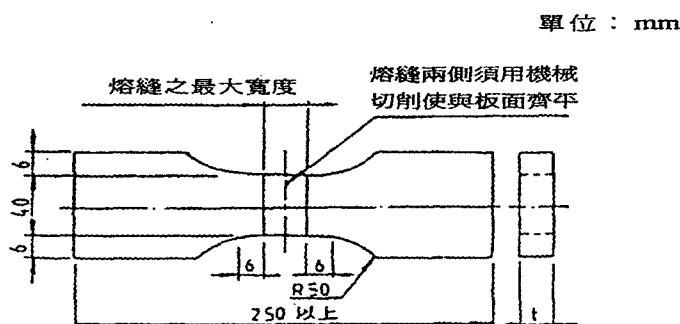 單位：mm
熔縫之最大寬度
熔縫兩側須用機械
切削使與板面齊平
6
40
6
6
6
R50
250 以上
t